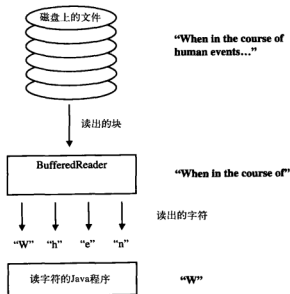 磁盘上的文件
“When in the course of
human events…”
读出的块
BufferedReader
“When in the course of”
读出的字符
“W” “h” “e” “n”
读字符的Java程序
“W”